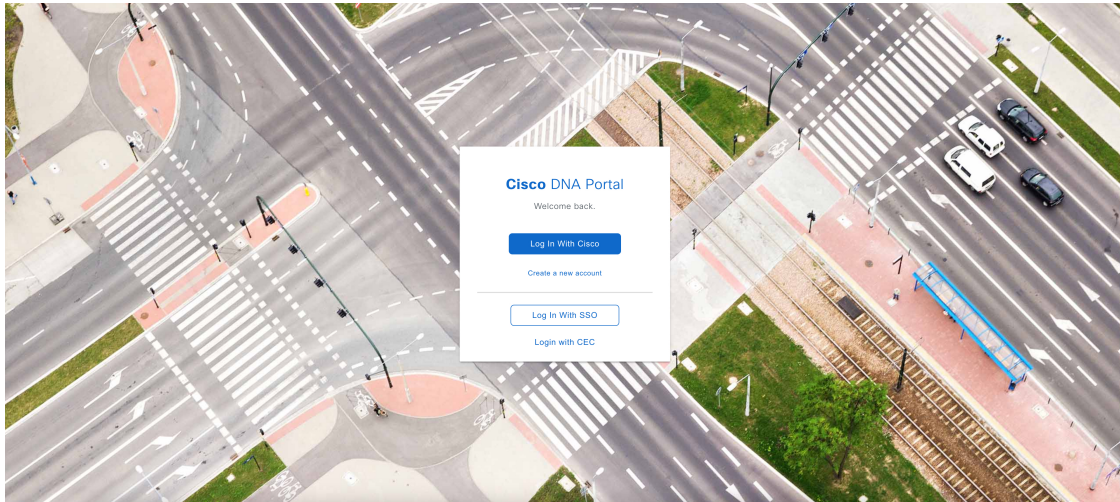 Cisco DNA Portal
Welcome back.
Log In With Cisco
Create a new account
Log In With SSO
Login with CEC